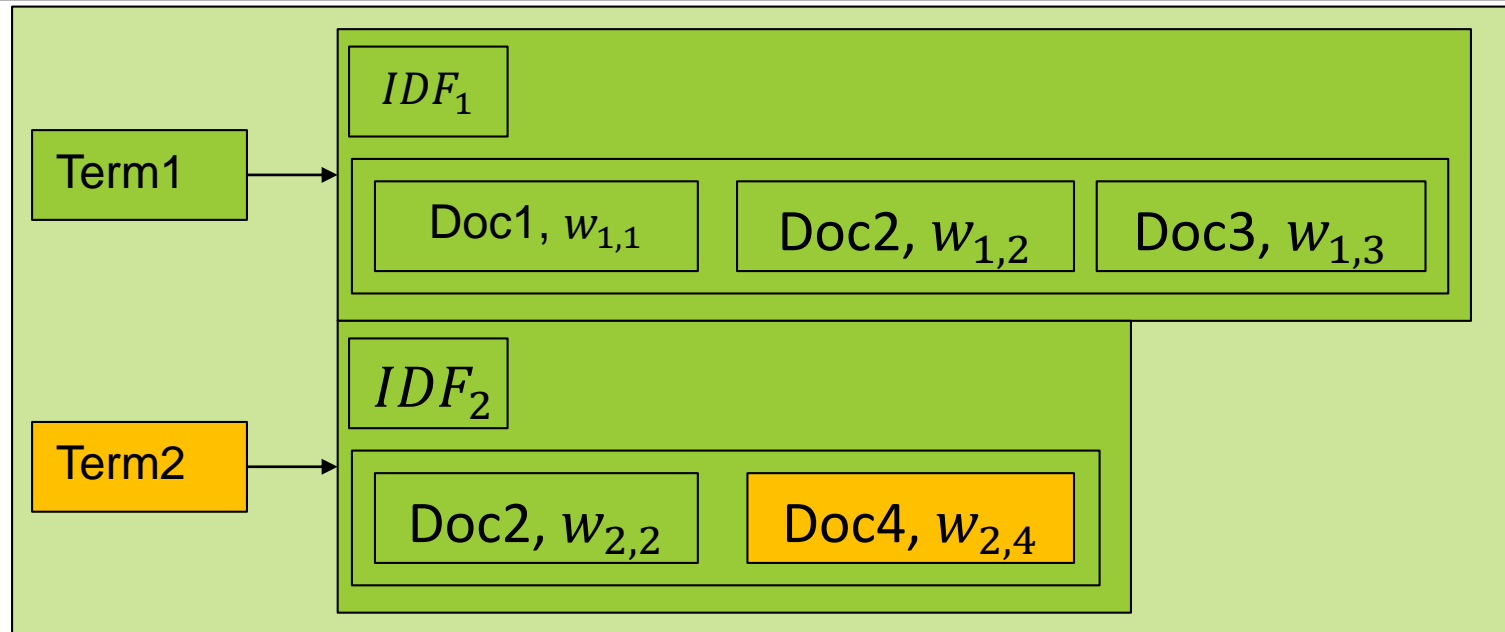 IDF₁
Term1
Doc1, w₁,₁ Doc2, w₁,₂ Doc3, w₁,₃
IDF₂
Term2
Doc2, w₂,₂ Doc4, w₂,₄